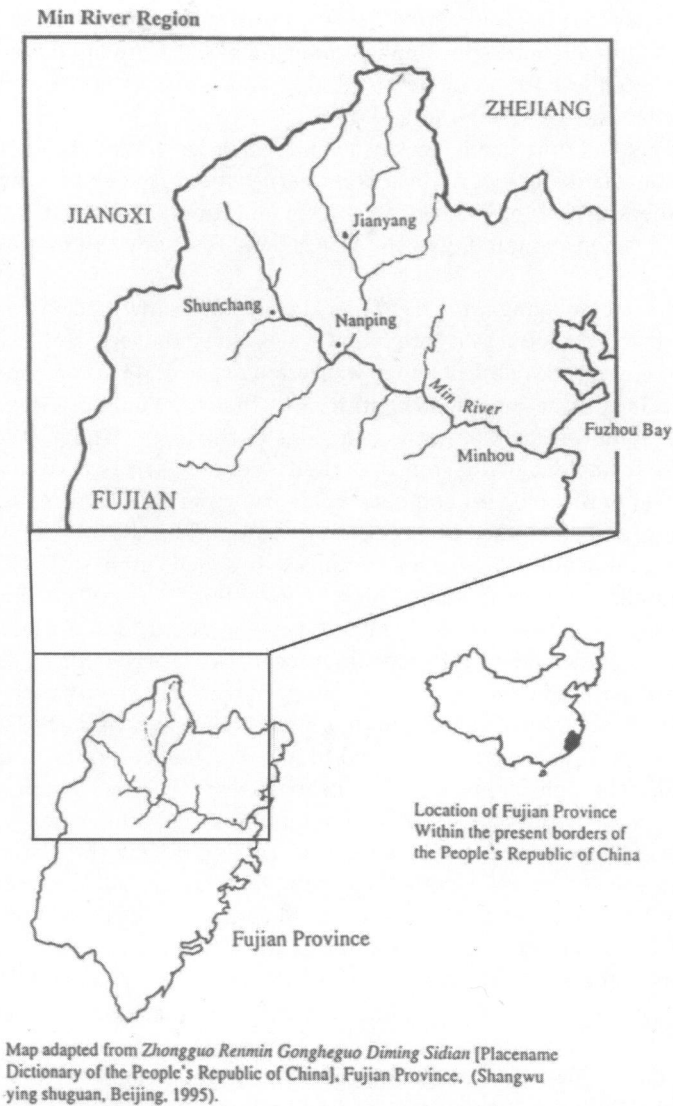 Min River Region
ZHEJIANG
JIANGXI
Jianyang
Shunchang
Nanping
Min River
Fuzhou Bay
Minhou
FUJIAN
Location of Fujian Province
Within the present borders of
the People's Republic of China
Fujian Province
Map adapted from Zhongguo Renmin Gongheguo Diming Sidian [Placename
Dictionary of the People's Republic of China], Fujian Province, (Shangwu
ying shuguan, Beijing, 1995).